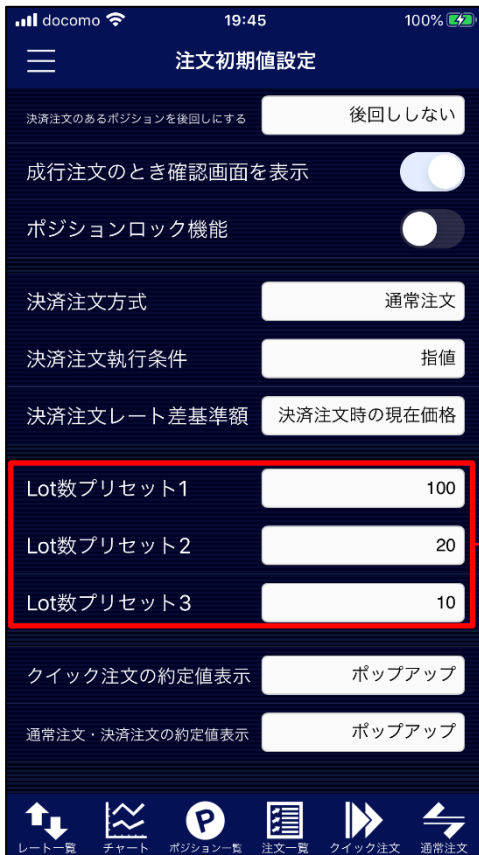 docomo 19:45 100%
注文初期値設定
決済注文のあるポジションを後回しにする 後回ししない
成行注文のとき確認画面を表示
ポジションロック機能
決済注文方式 通常注文
決済注文執行条件 指値
決済注文レート差基準額 決済注文時の現在価格
Lot数プリセット1 100
Lot数プリセット2 20
Lot数プリセット3 10
クイック注文の約定値表示 ポップアップ
通常注文・決済注文の約定値表示 ポップアップ
P
レート一覧 チャート ポジション一覧 注文一覧 クイック注文 通常注文